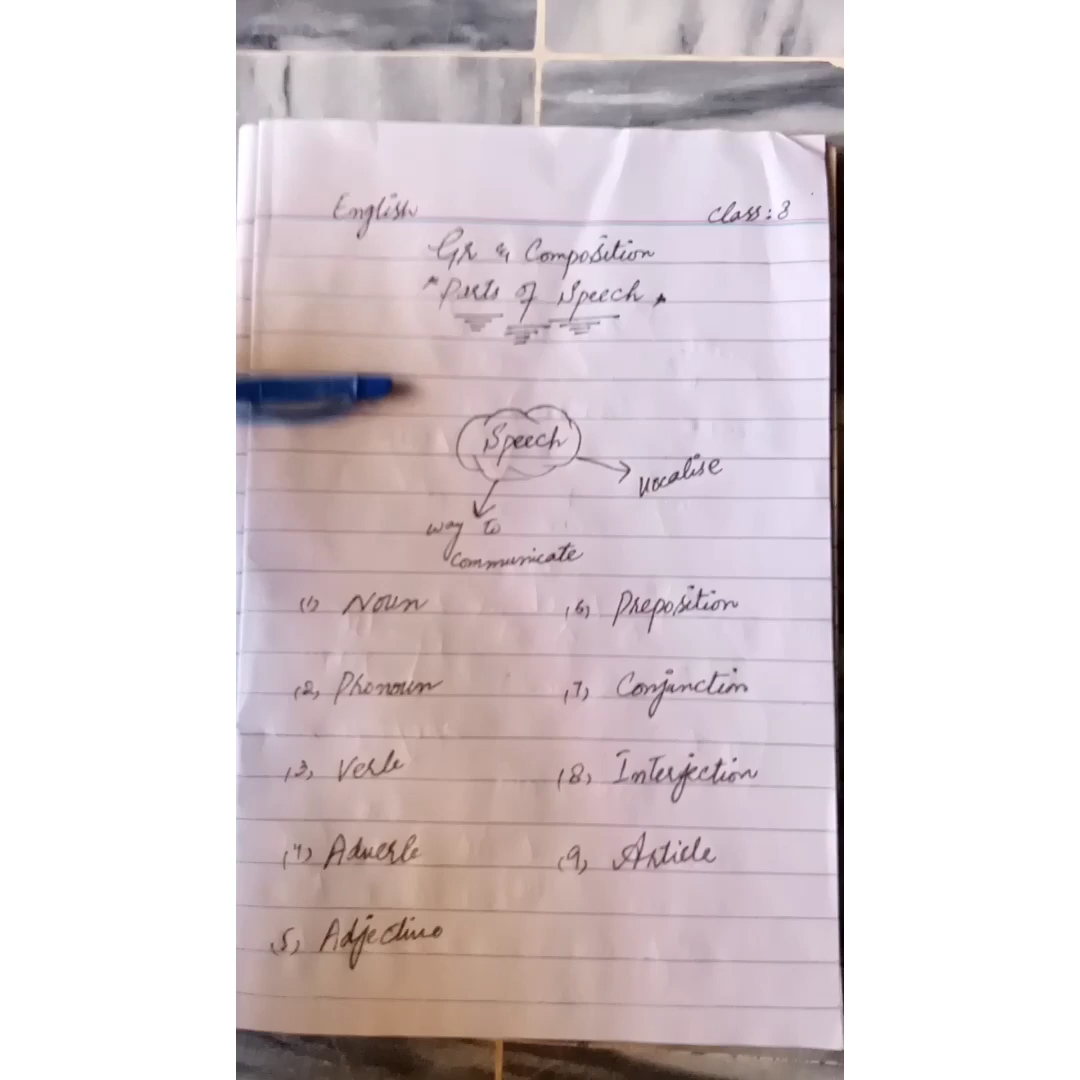 English Class: 8
Gr & Composition
*Parts of Speech*
Speech
vocalise
way to
communicate
(1) Noun (6) Preposition
(2) Pronoun (7) Conjunction
(3) Verb (8) Interjection
(4) Adverb (9) Article
(5) Adjective